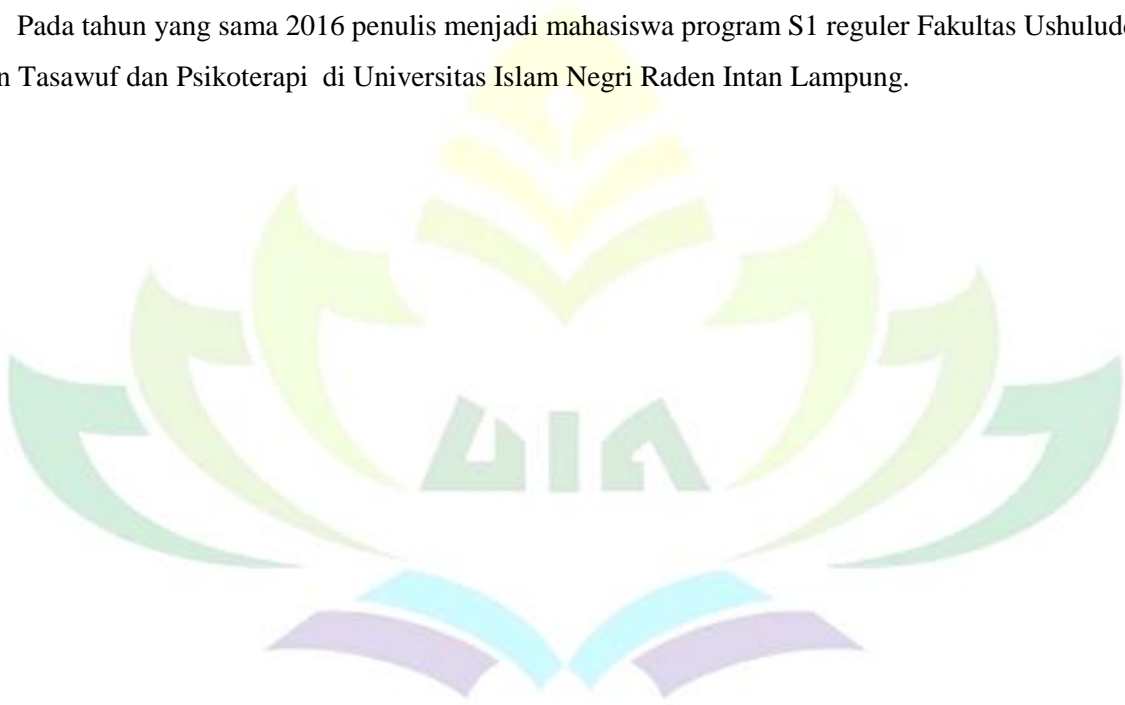 Pada tahun yang sama 2016 penulis menjadi mahasiswa program S1 reguler Fakultas
Tasawuf dan Psikoterapi di Universitas Islam Negri Raden Intan Lampung.
UIN